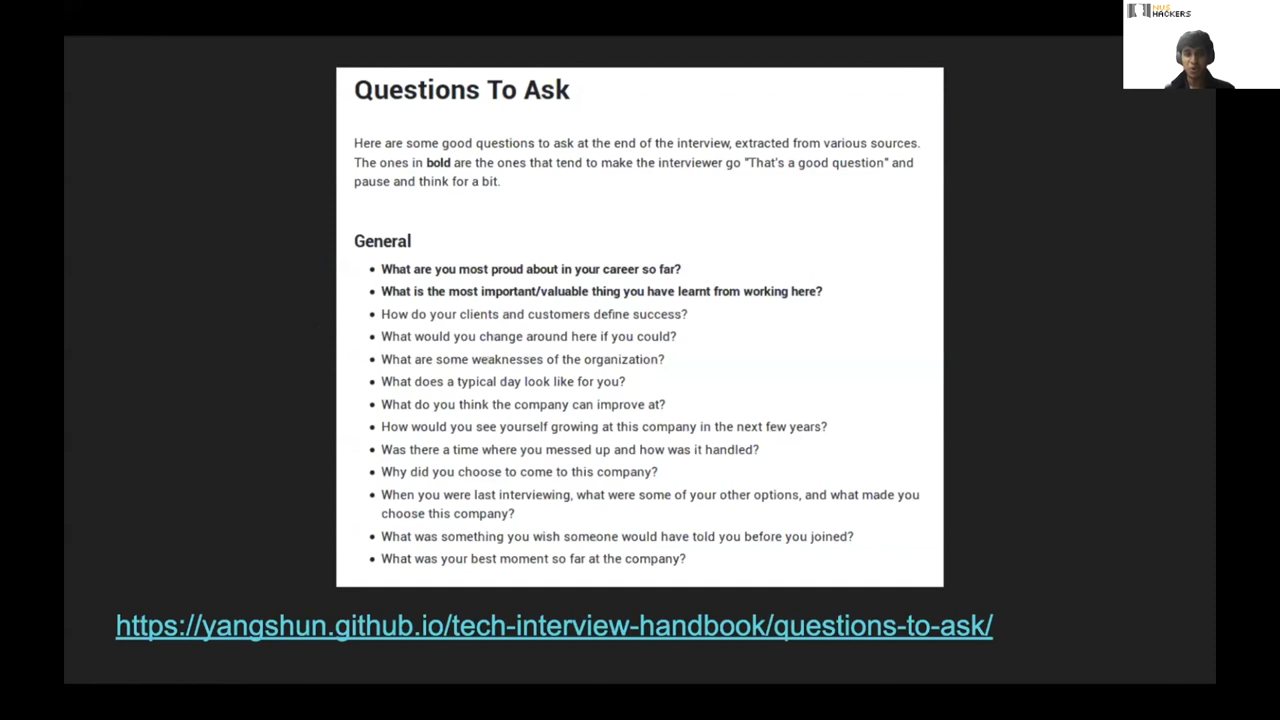 NUS
HACKERS
Questions To Ask
Here are some good questions to ask at the end of the interview, extracted from various sources.
The ones in bold are the ones that tend to make the interviewer go "That's a good question" and
pause and think for a bit.
General
• What are you most proud about in your career so far?
• What is the most important/valuable thing you have learnt from working here?
• How do your clients and customers define success?
• What would you change around here if you could?
• What are some weaknesses of the organization?
• What does a typical day look like for you?
• What do you think the company can improve at?
• How would you see yourself growing at this company in the next few years?
• Was there a time where you messed up and how was it handled?
• Why did you choose to come to this company?
• When you were last interviewing, what were some of your other options, and what made you
choose this company?
• What was something you wish someone would have told you before you joined?
• What was your best moment so far at the company?
https://yangshun.github.io/tech-interview-handbook/questions-to-ask/